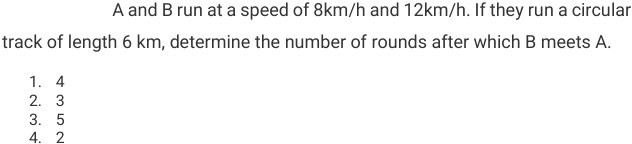 A and B run at a speed of 8km/h and 12km/h. If they run a circular
track of length 6 km, determine the number of rounds after which B meets A.
1. 4
2. 3
3. 5
4. 2